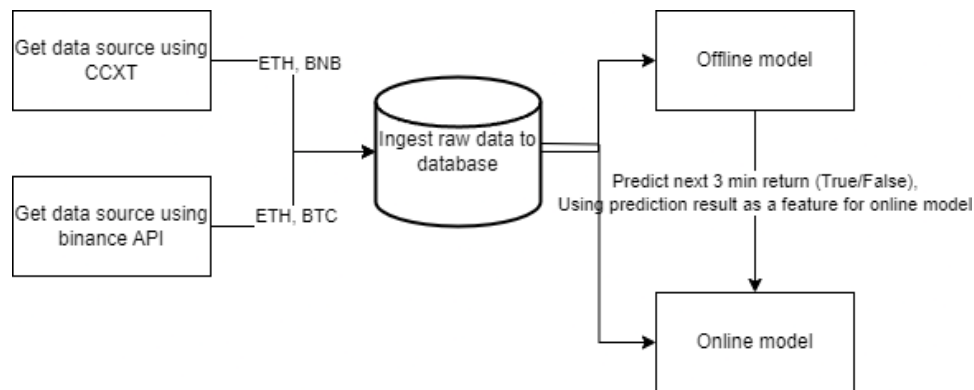 Get data source using
CCXT
ETH, BNB
Offline model
Ingest raw data to
database
Predict next 3 min return (True/False),
Using prediction result as a feature for online model
Get data source using
binance API
ETH, BTC
Online model